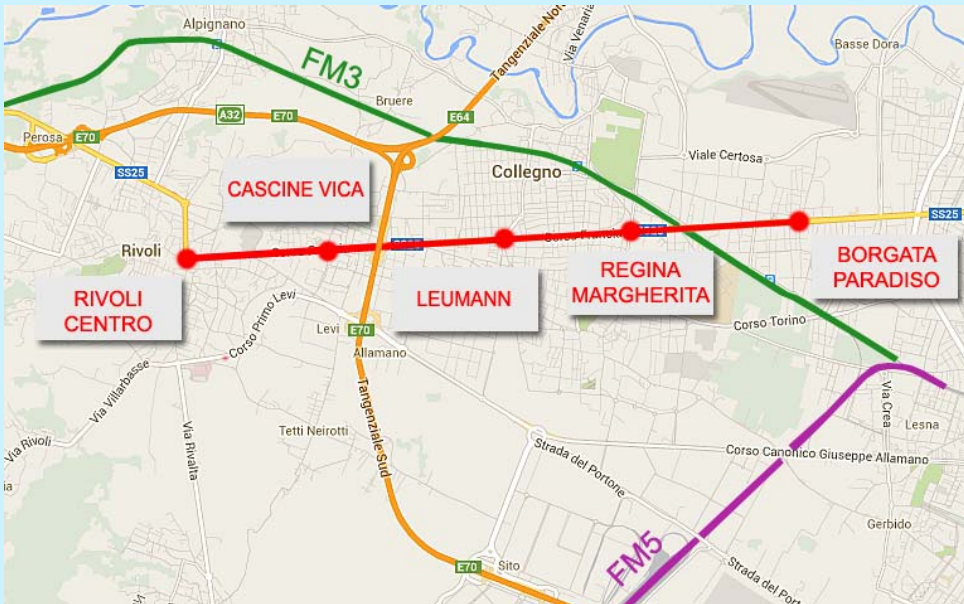 Alpignano
FM3
Bruere
Tangenziale Nord
Via Venaria
Basse Dora
Perosa
E70
A32
E70
E64
Viale Certosa
SS25
CASCINE VICA
Collegno
SS25
Rivoli
RIVOLI
CENTRO
LEUMANN
REGINA
MARGHERITA
BORGATA
PARADISO
Corso Primo Levi
Levi
E70
Allamano
Corso Torino
Via Villarbasse
Via Rivoli
Via Rivalta
Tetti Neirotti
Tangenziale Sud
Strada del Portone
Corso Canonico Giuseppe Allamano
Via Crea
Lesna
Gerbido
FM5
E70
Sito
Strada del Portone